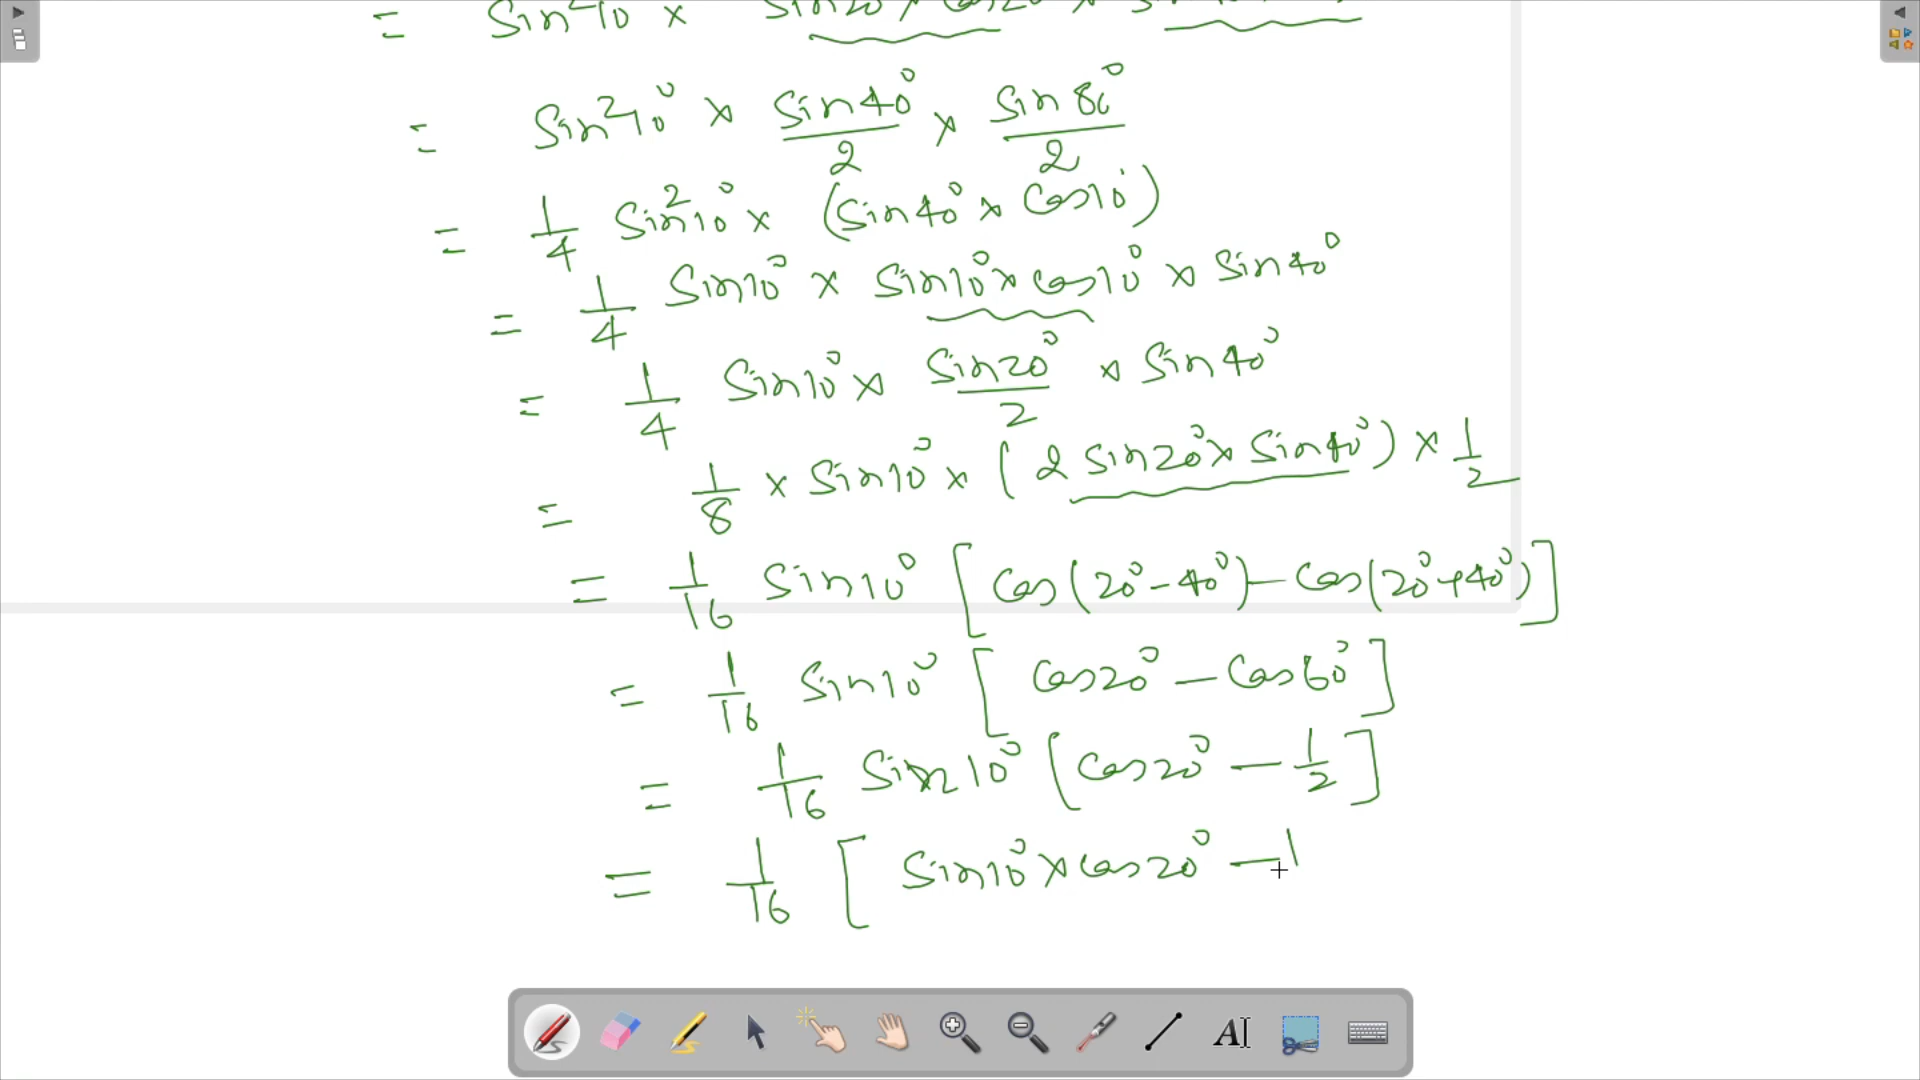 = Sin²10 × Sin20 × Cos20 ×
= Sin²10° × Sin40°/2 × Sin80°/2
= 1/4 Sin²10° × (Sin40° × Cos10°)
= 1/4 Sin10° × Sin10° × Cos10° × Sin40°
= 1/4 Sin10° × Sin20°/2 × Sin40°
= 1/8 × Sin10° × (2 Sin20° × Sin40°) × 1/2
= 1/16 Sin10° [Cos(20° - 40°) - Cos(20° + 40°)]
= 1/16 Sin10° [Cos20° - Cos60°]
= 1/16 Sin10° [Cos20° - 1/2]
= 1/16 [Sin10° × Cos20° - 1
AI